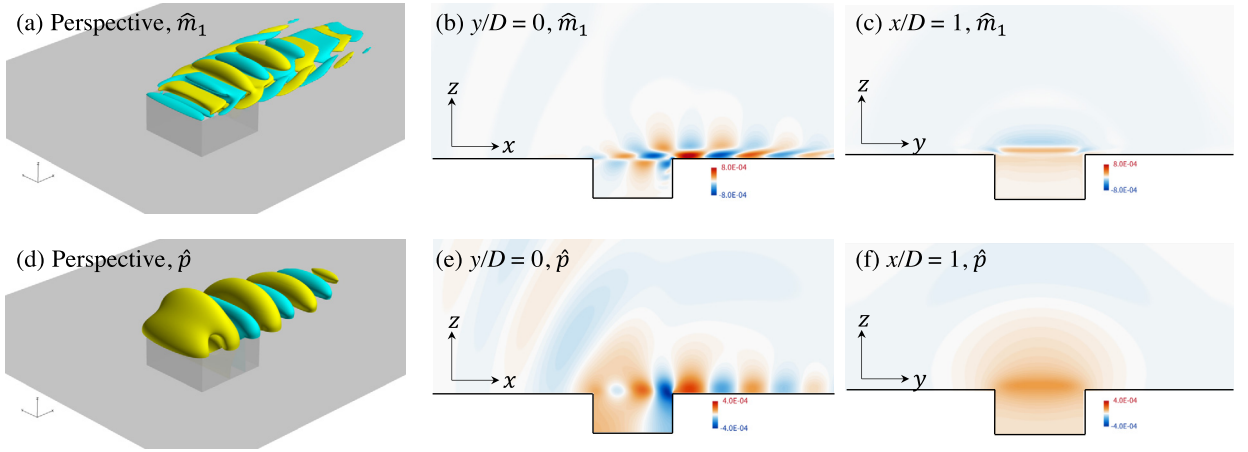 (a) Perspective, m̂₁
(b) y/D = 0, m̂₁
(c) x/D = 1, m̂₁
z
x
8.0E-04
-8.0E-04
z
y
8.0E-04
-8.0E-04
(d) Perspective, p̂
(e) y/D = 0, p̂
(f) x/D = 1, p̂
z
x
4.0E-04
-4.0E-04
z
y
4.0E-04
-4.0E-04